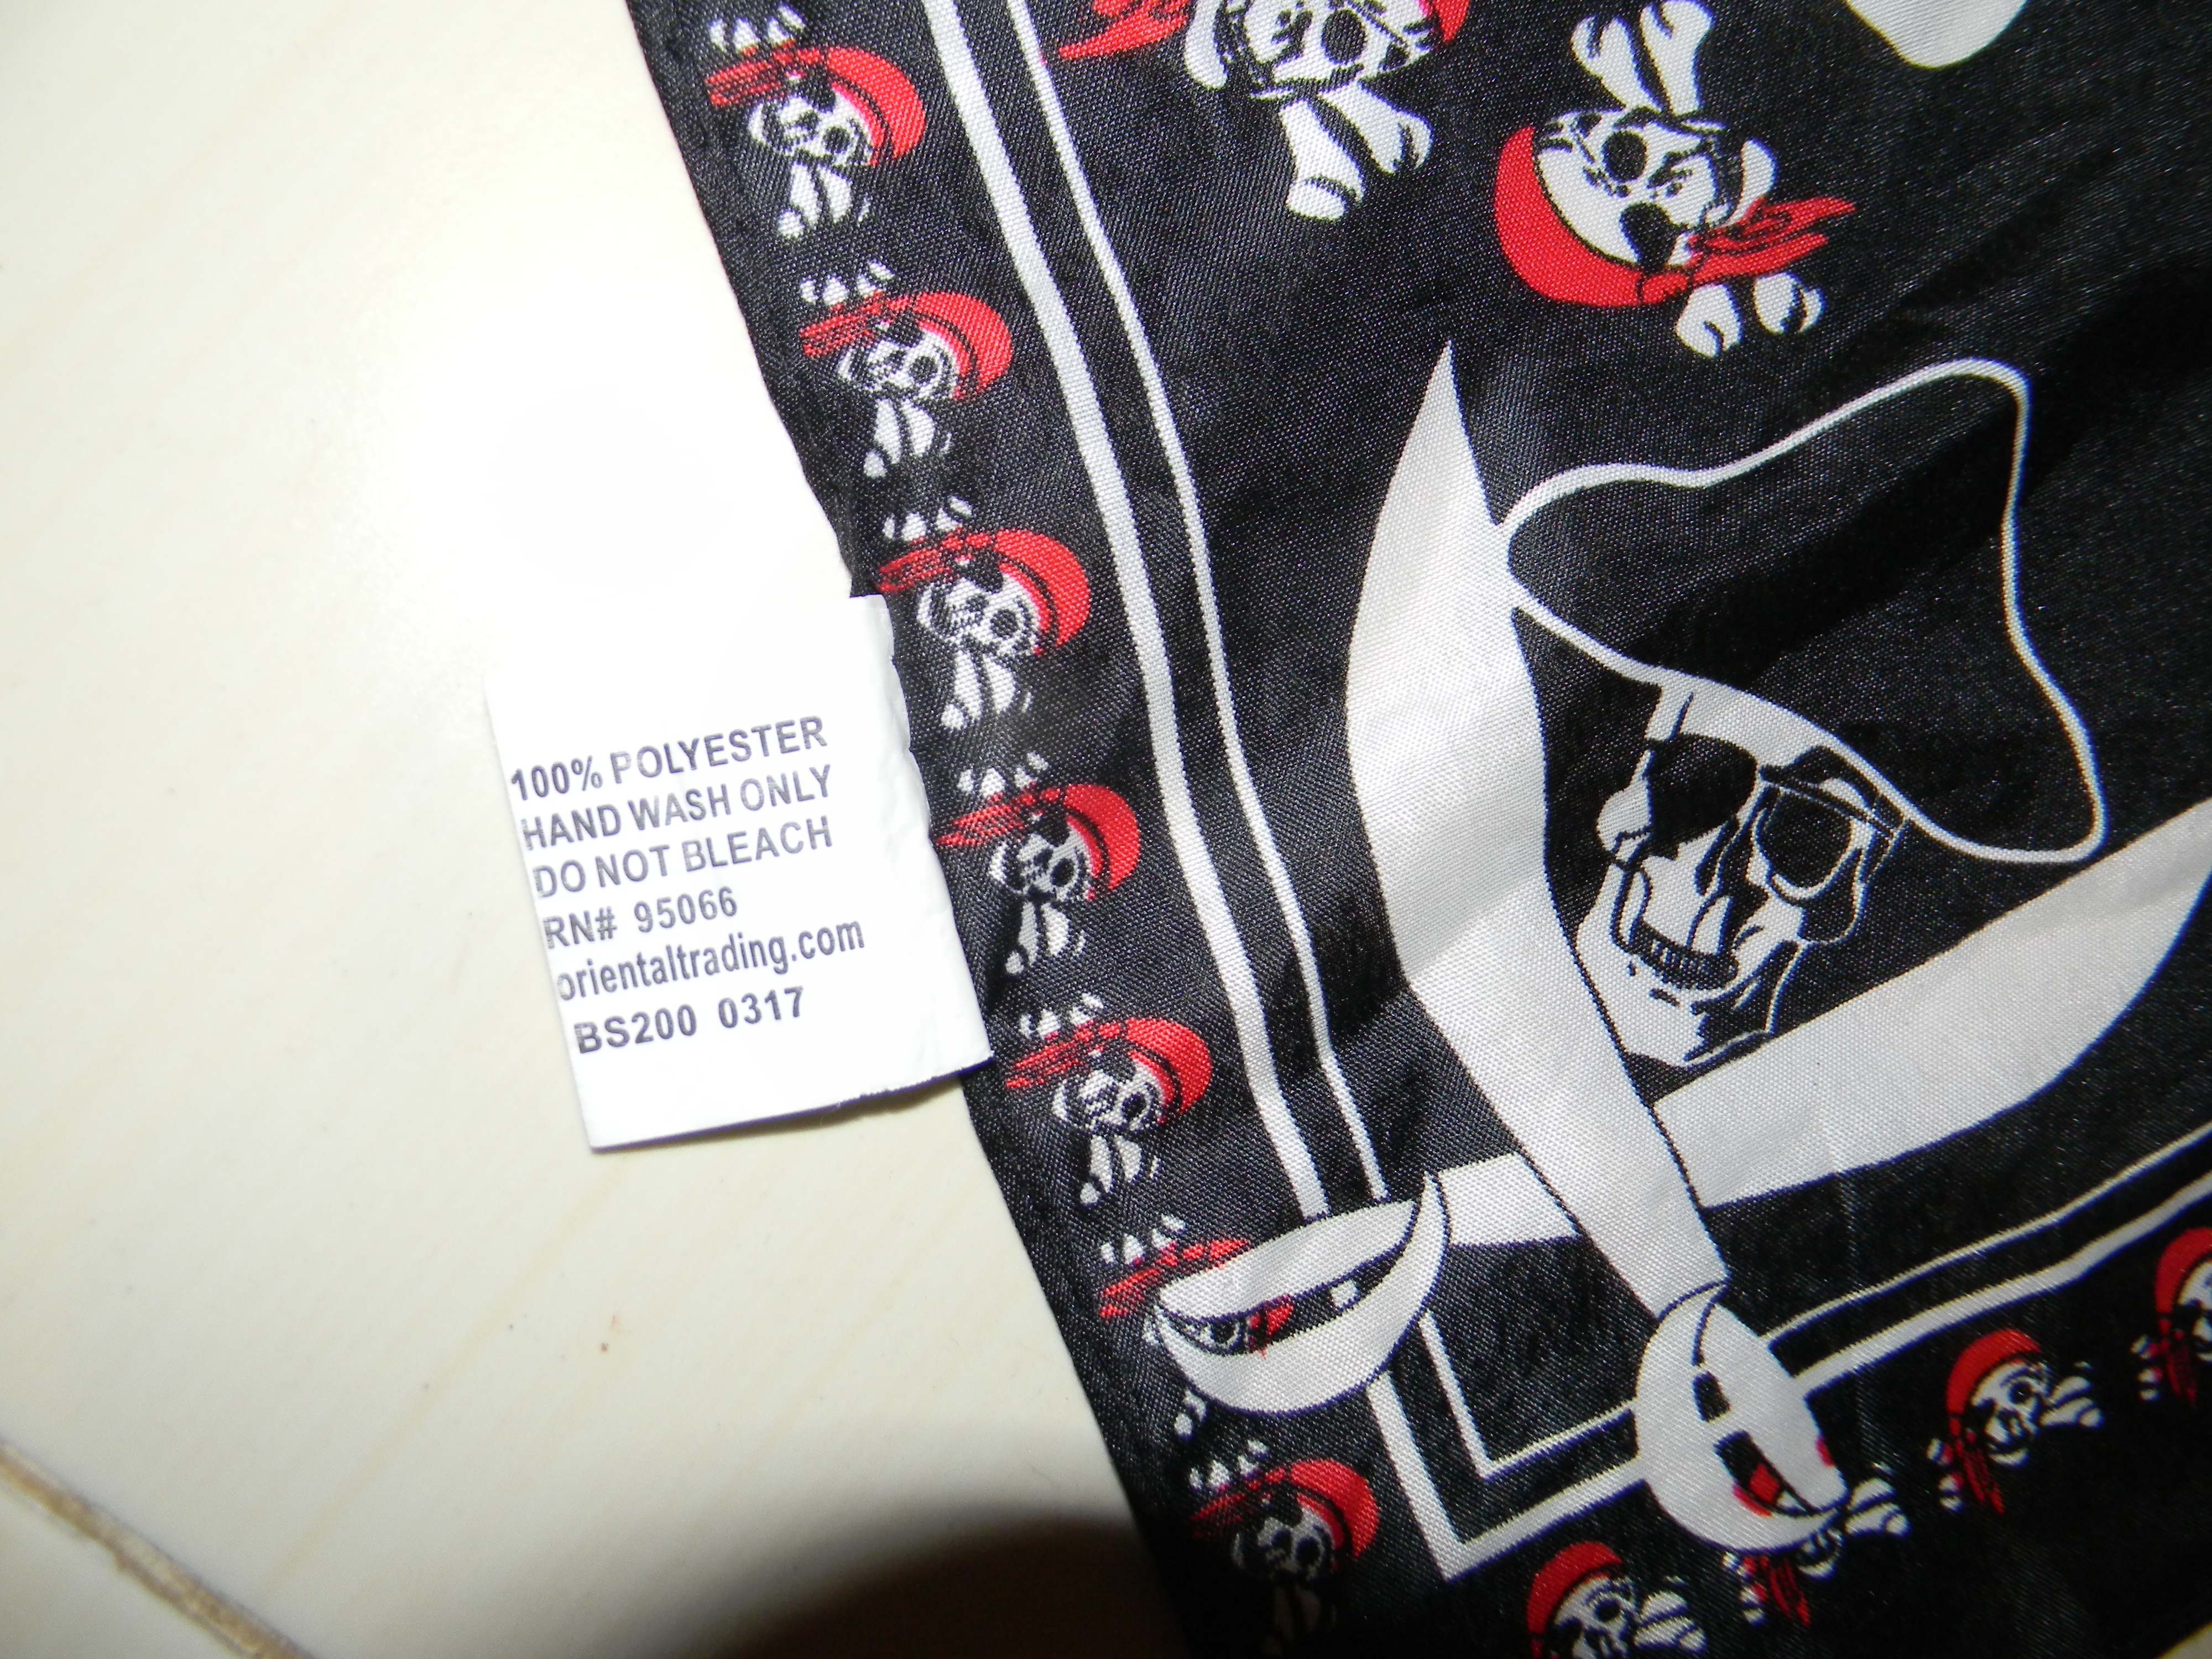 100% POLYESTER
HAND WASH ONLY
DO NOT BLEACH
RN# 95066
orientaltrading.com
BS200 0317